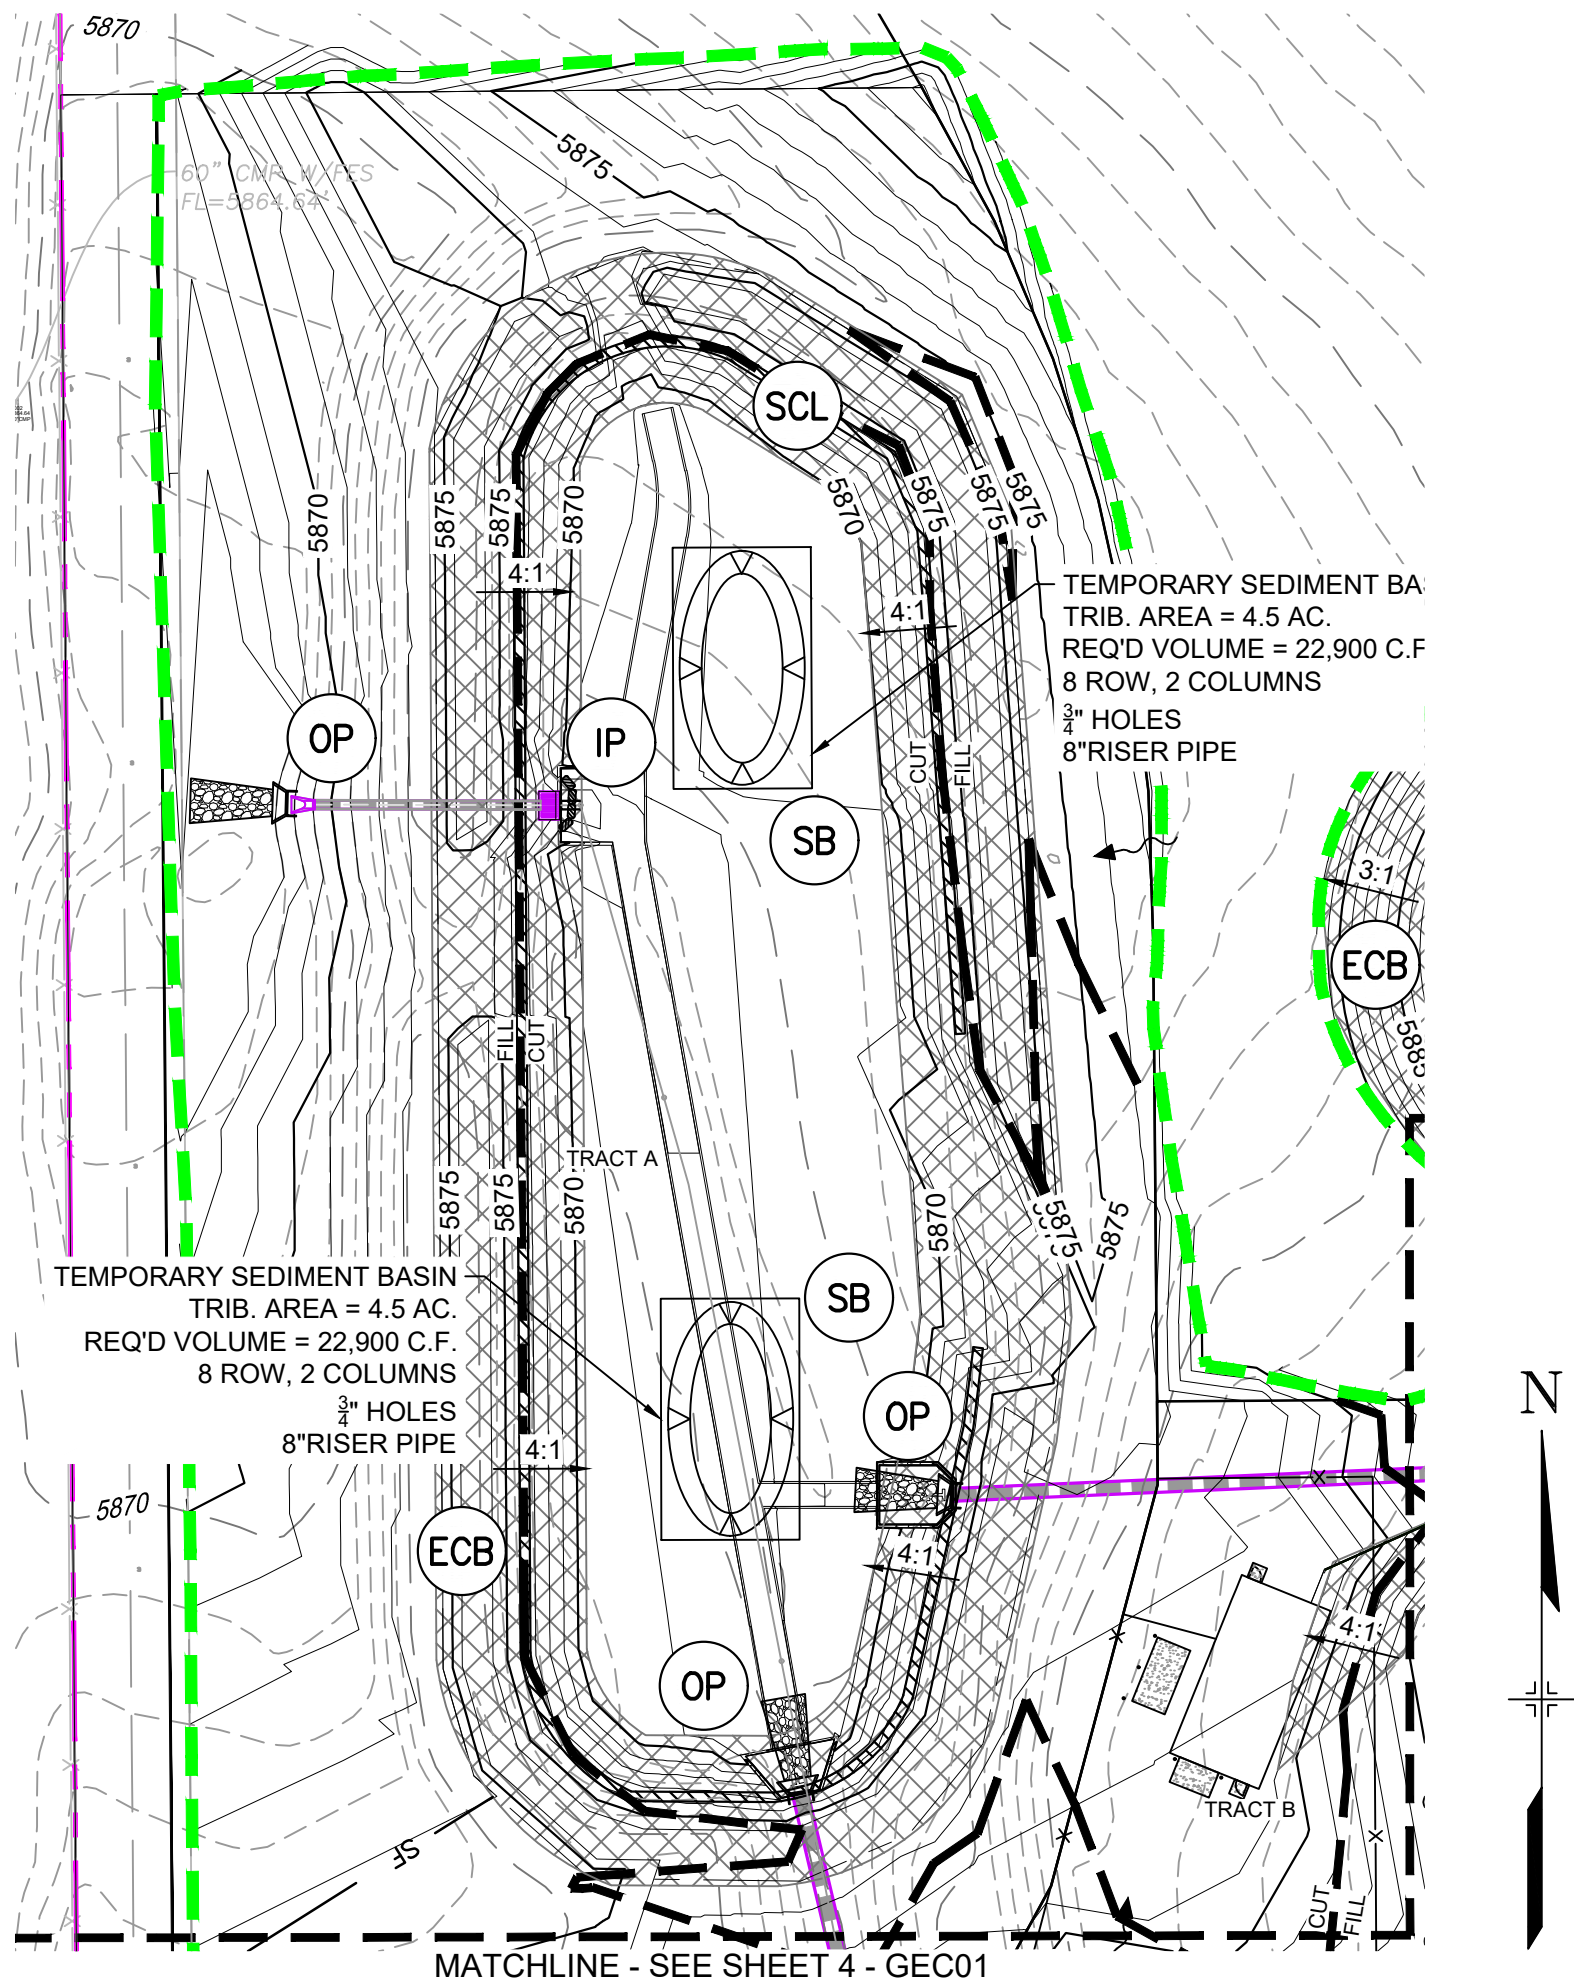 5870
60" CMP W/FES
FL=5864.64'
5875
SCL
5870
5875
5875
5870
5870
5875
5875
5875
4:1
4:1
TEMPORARY SEDIMENT BAS
TRIB. AREA = 4.5 AC.
REQ'D VOLUME = 22,900 C.F
8 ROW, 2 COLUMNS
3/4" HOLES
8"RISER PIPE
OP
IP
CUT
FILL
SB
3:1
ECB
5885
FILL
CUT
TRACT A
5875
5875
5870
5870
5875
5875
TEMPORARY SEDIMENT BASIN
TRIB. AREA = 4.5 AC.
REQ'D VOLUME = 22,900 C.F.
8 ROW, 2 COLUMNS
3/4" HOLES
8"RISER PIPE
SB
OP
N
4:1
5870
ECB
4:1
4:1
OP
TRACT B
SF
CUT
FILL
MATCHLINE - SEE SHEET 4 - GEC01